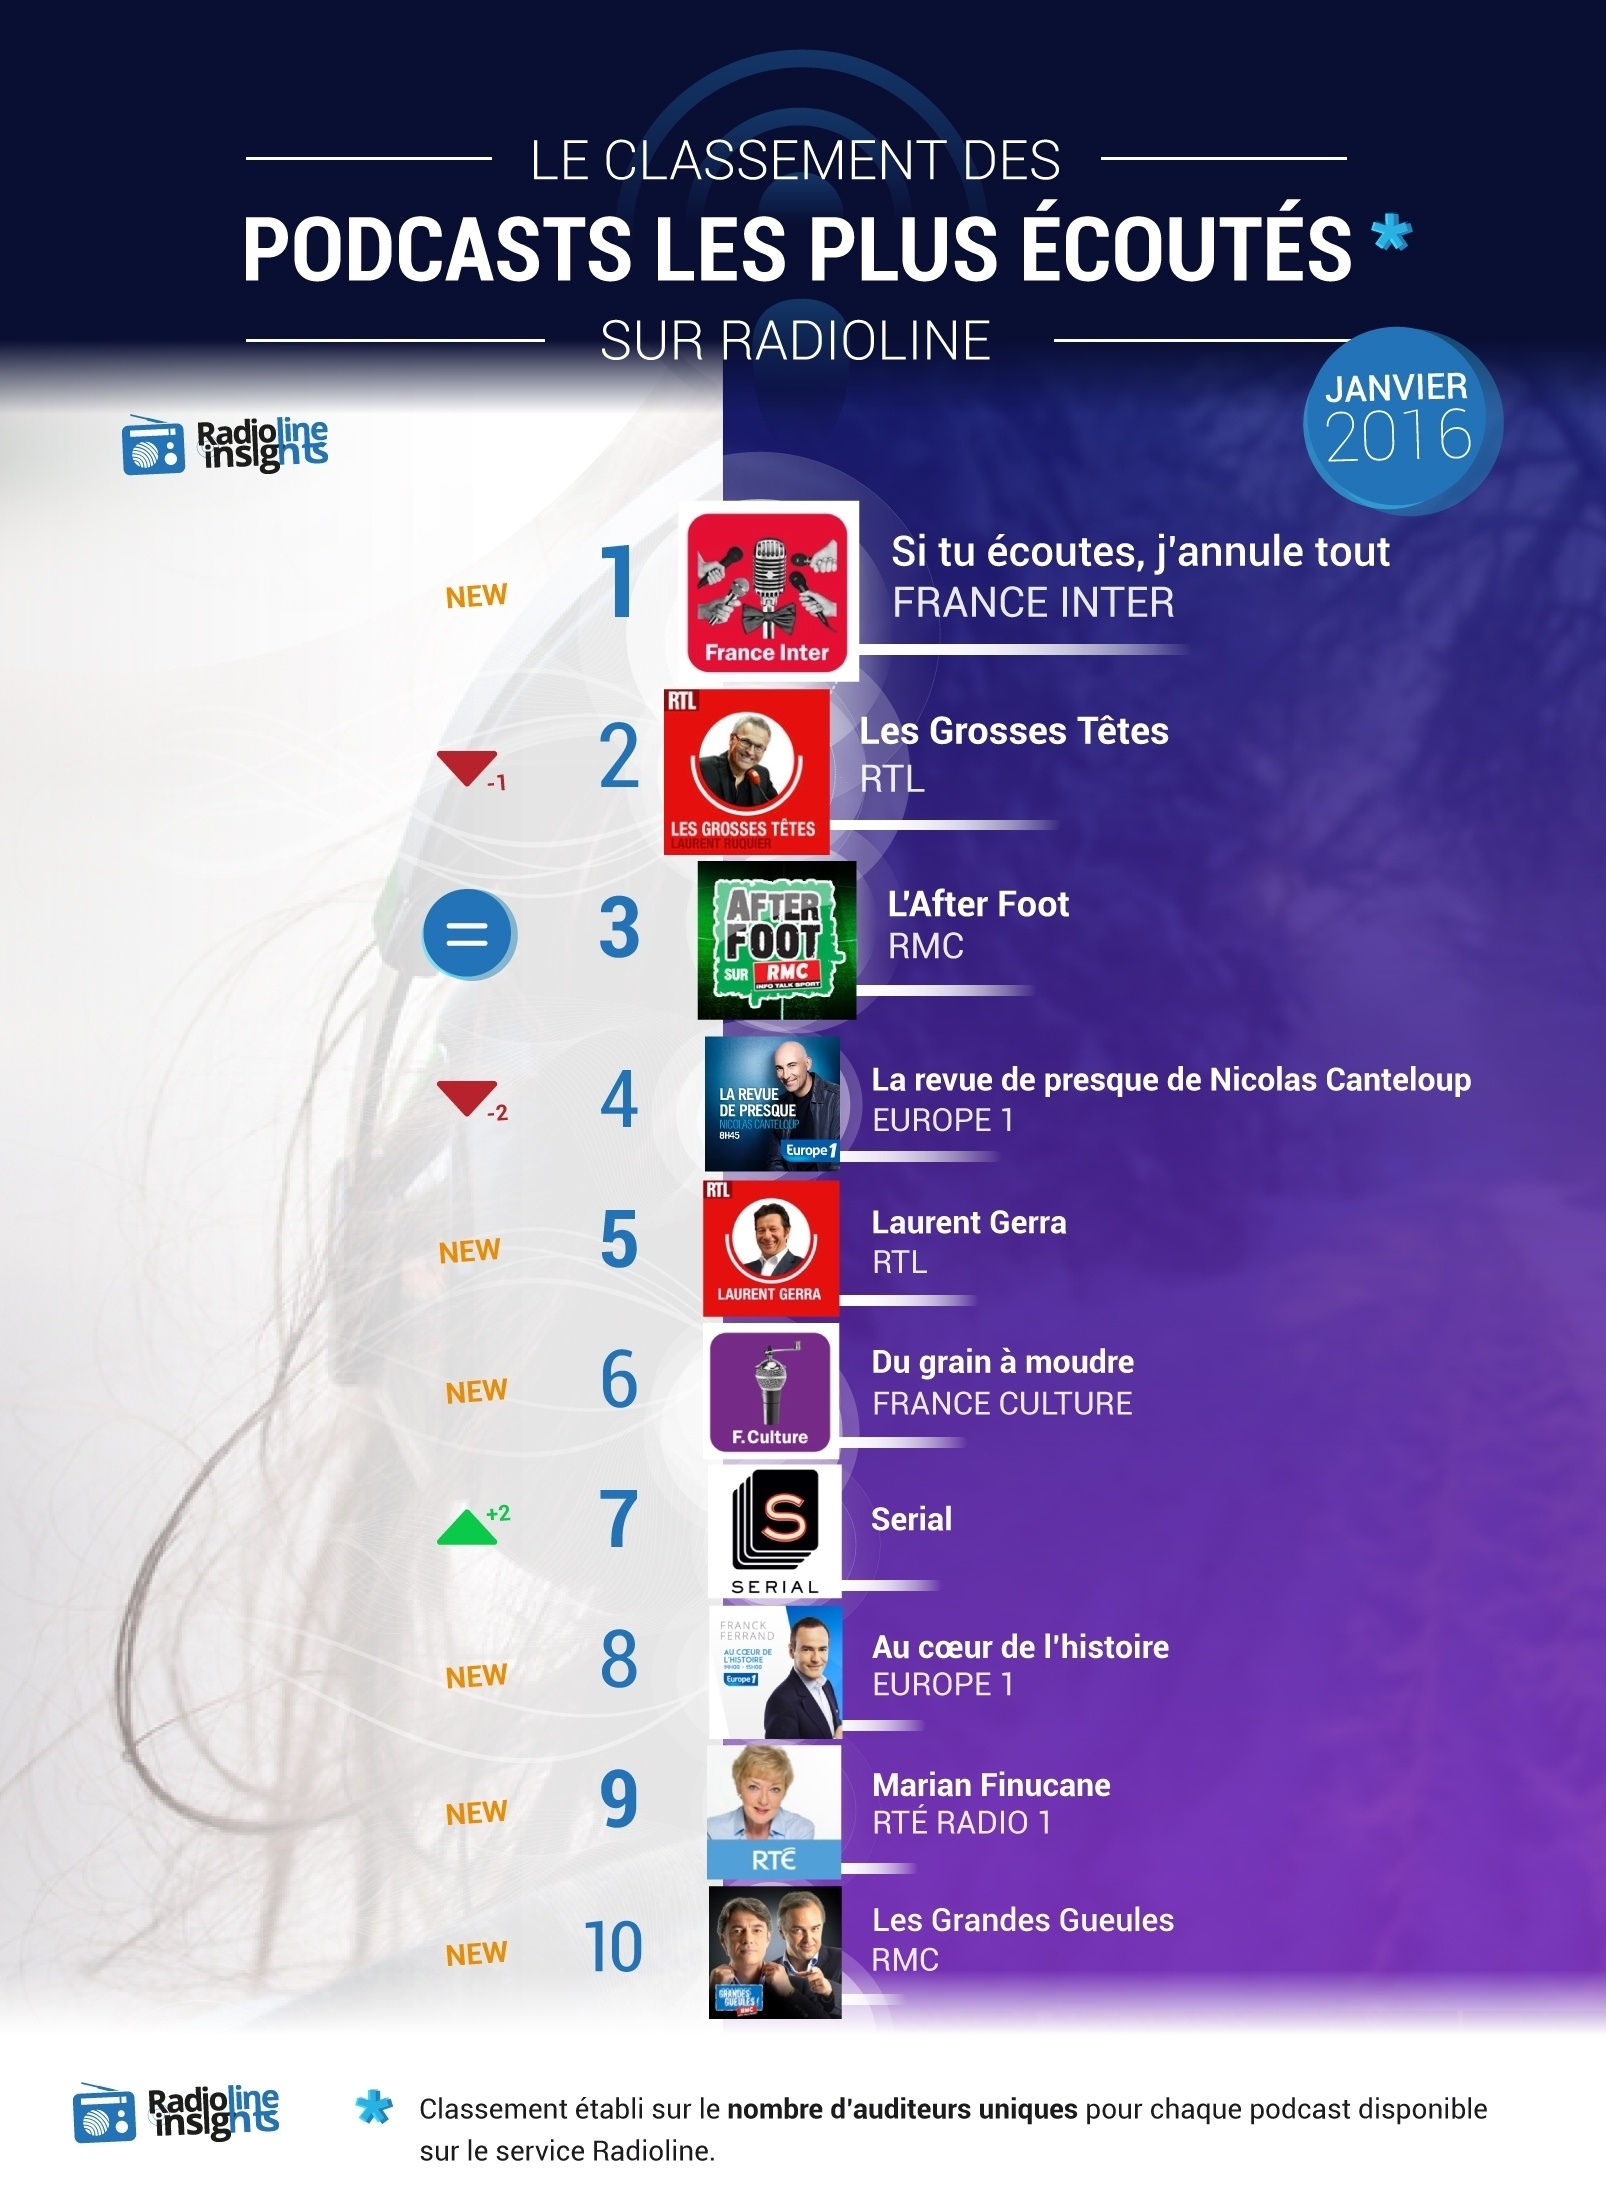 LE CLASSEMENT DES
PODCASTS LES PLUS ÉCOUTÉS *
SUR RADIOLINE
JANVIER
2016
Radioline
insights
NEW
1
France Inter
Si tu écoutes, j'annule tout
FRANCE INTER
-1
2
RTL
LES GROSSES TÊTES
LAURENT RUQUIER
Les Grosses Têtes
RTL
=
3
AFTER
FOOT
SUR RMC
INFO TALK SPORT
L'After Foot
RMC
-2
4
LA REVUE
DE PRESQUE
NICOLAS CANTELOUP
8H45
Europe 1
La revue de presque de Nicolas Canteloup
EUROPE 1
NEW
5
RTL
LAURENT GERRA
Laurent Gerra
RTL
NEW
6
F.Culture
Du grain à moudre
FRANCE CULTURE
+2
7
S
SERIAL
Serial
NEW
8
FRANCK
FERRAND
AU CŒUR DE
L'HISTOIRE
Europe 1
Au cœur de l'histoire
EUROPE 1
NEW
9
RTÉ
Marian Finucane
RTÉ RADIO 1
NEW
10
GRANDES
GUEULES !
RMC
Les Grandes Gueules
RMC
Radioline
insights
* Classement établi sur le nombre d'auditeurs uniques pour chaque podcast disponible
sur le service Radioline.